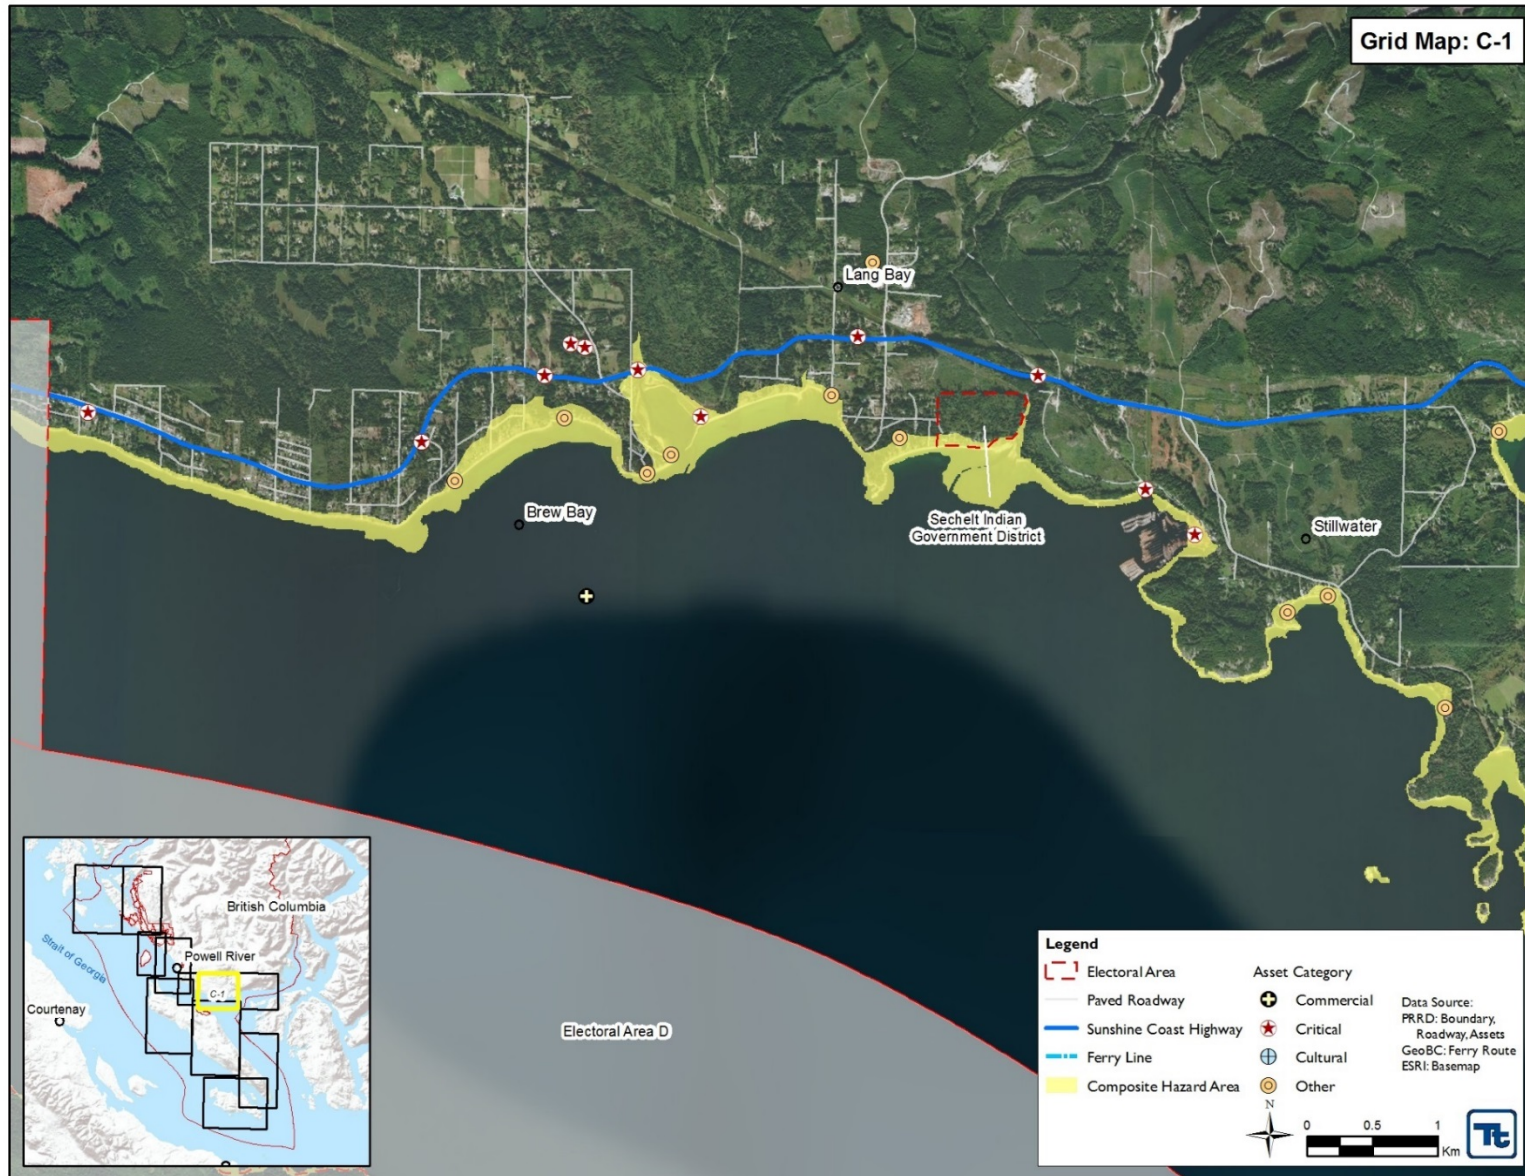 Grid Map: C-1
Lang Bay
Brew Bay
Sechelt Indian
Government District
Stillwater
Electoral Area D
British Columbia
Strait of Georgia
Powell River
C-1
Courtenay
Legend
Electoral Area
Paved Roadway
Sunshine Coast Highway
Ferry Line
Composite Hazard Area
Asset Category
Commercial
Critical
Cultural
Other
Data Source:
PRRD: Boundary,
Roadway, Assets
GeoBC: Ferry Route
ESRI: Basemap
N
0 0.5 1
Km
Tt